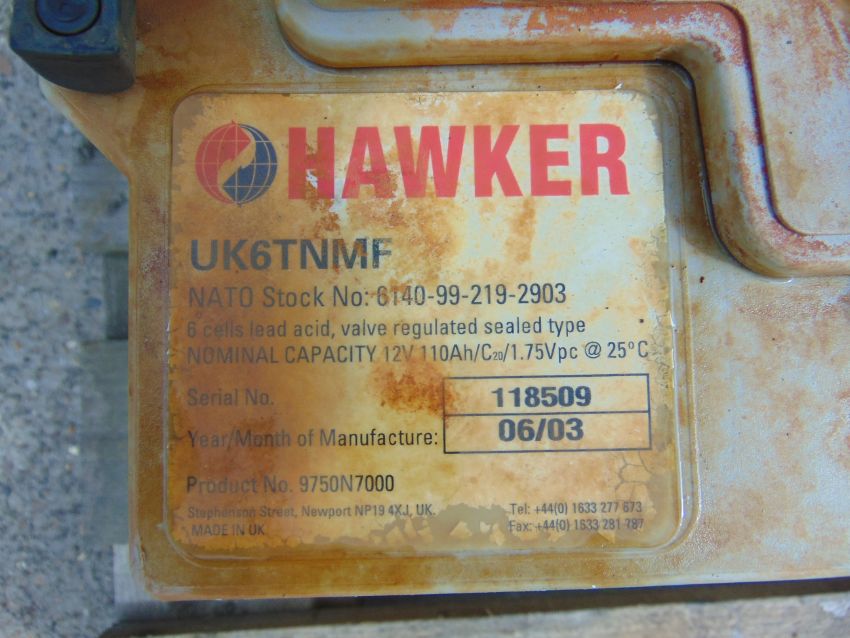 HAWKER
UK6TNMF
NATO Stock No: 6140-99-219-2903
6 cells lead acid, valve regulated sealed type
NOMINAL CAPACITY 12V 110Ah/C₂₀/1.75Vpc @ 25°C
Serial No. 118509
Year/Month of Manufacture: 06/03
Product No. 9750N7000
Stephenson Street, Newport NP19 4XJ, UK. Tel: +44(0) 1633 277 673
MADE IN UK Fax: +44(0) 1633 281 787